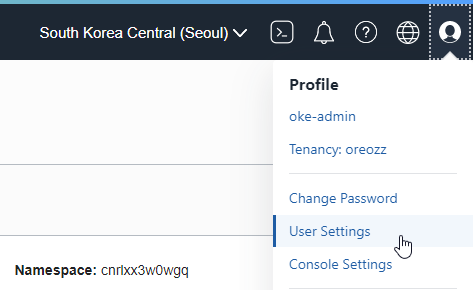 South Korea Central (Seoul)
Profile
oke-admin
Tenancy: oreozz
Change Password
User Settings
Console Settings
Namespace: cnrlxx3w0wgq